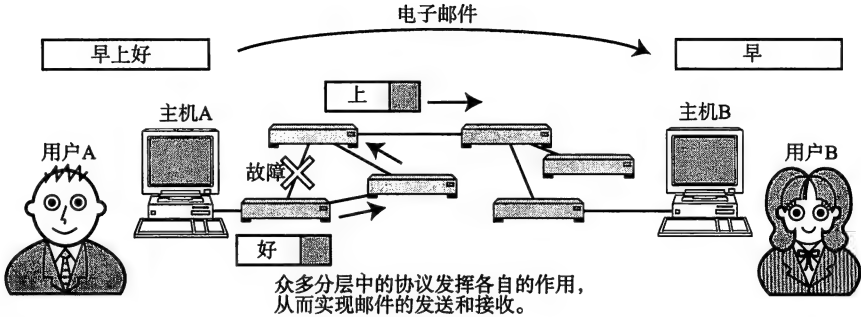 电子邮件
早上好
早
上
主机A
主机B
用户A
故障
用户B
好
众多分层中的协议发挥各自的作用，
从而实现邮件的发送和接收。